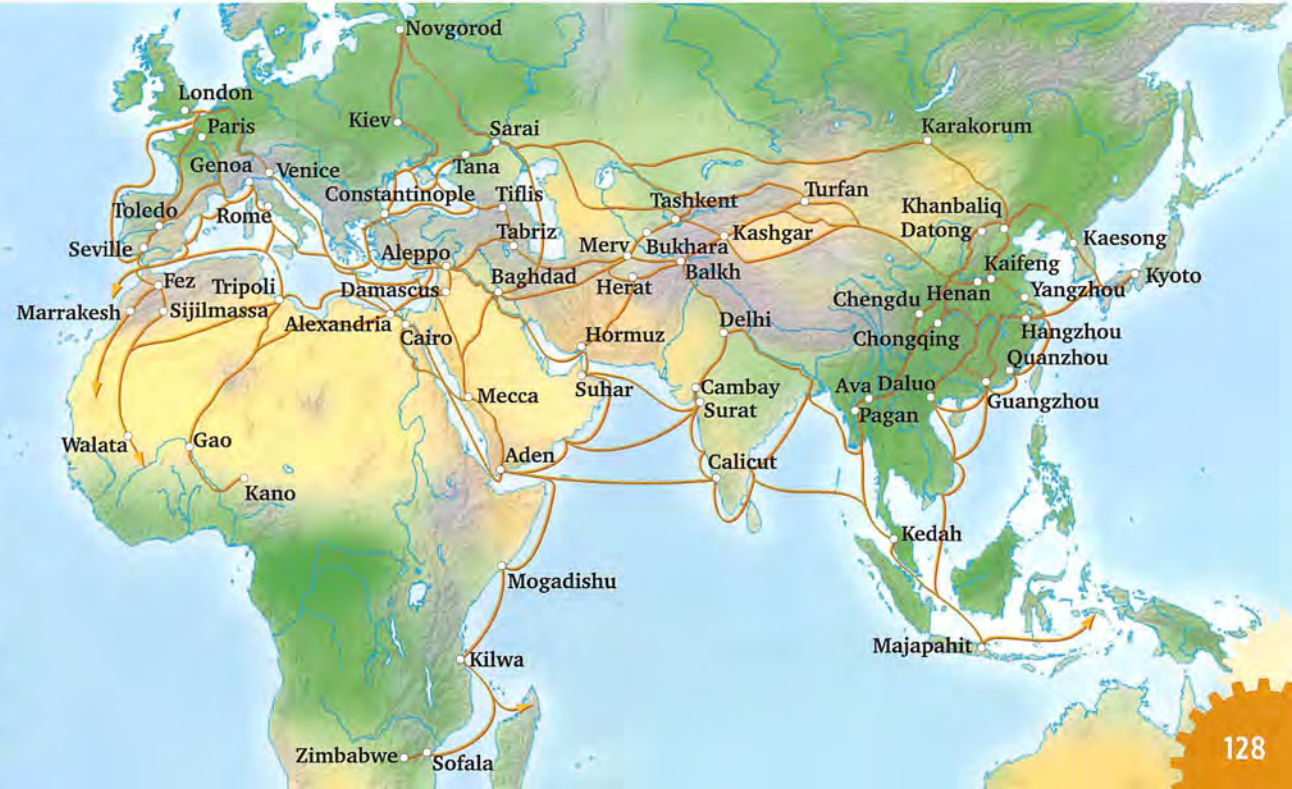 Novgorod
London
Paris
Kiev
Sarai
Karakorum
Genoa
Venice
Tana
Constantinople
Tiflis
Tashkent
Turfan
Toledo
Rome
Khanbaliq
Datong
Seville
Aleppo
Tabriz
Merv
Bukhara
Kashgar
Kaesong
Fez
Tripoli
Damascus
Baghdad
Herat
Balkh
Kaifeng
Kyoto
Marrakesh
Sijilmassa
Alexandria
Cairo
Chengdu
Henan
Yangzhou
Hormuz
Delhi
Chongqing
Hangzhou
Quanzhou
Mecca
Suhar
Cambay
Surat
Ava
Daluo
Pagan
Guangzhou
Walata
Gao
Aden
Calicut
Kano
Kedah
Mogadishu
Majapahit
Kilwa
Zimbabwe
Sofala
128